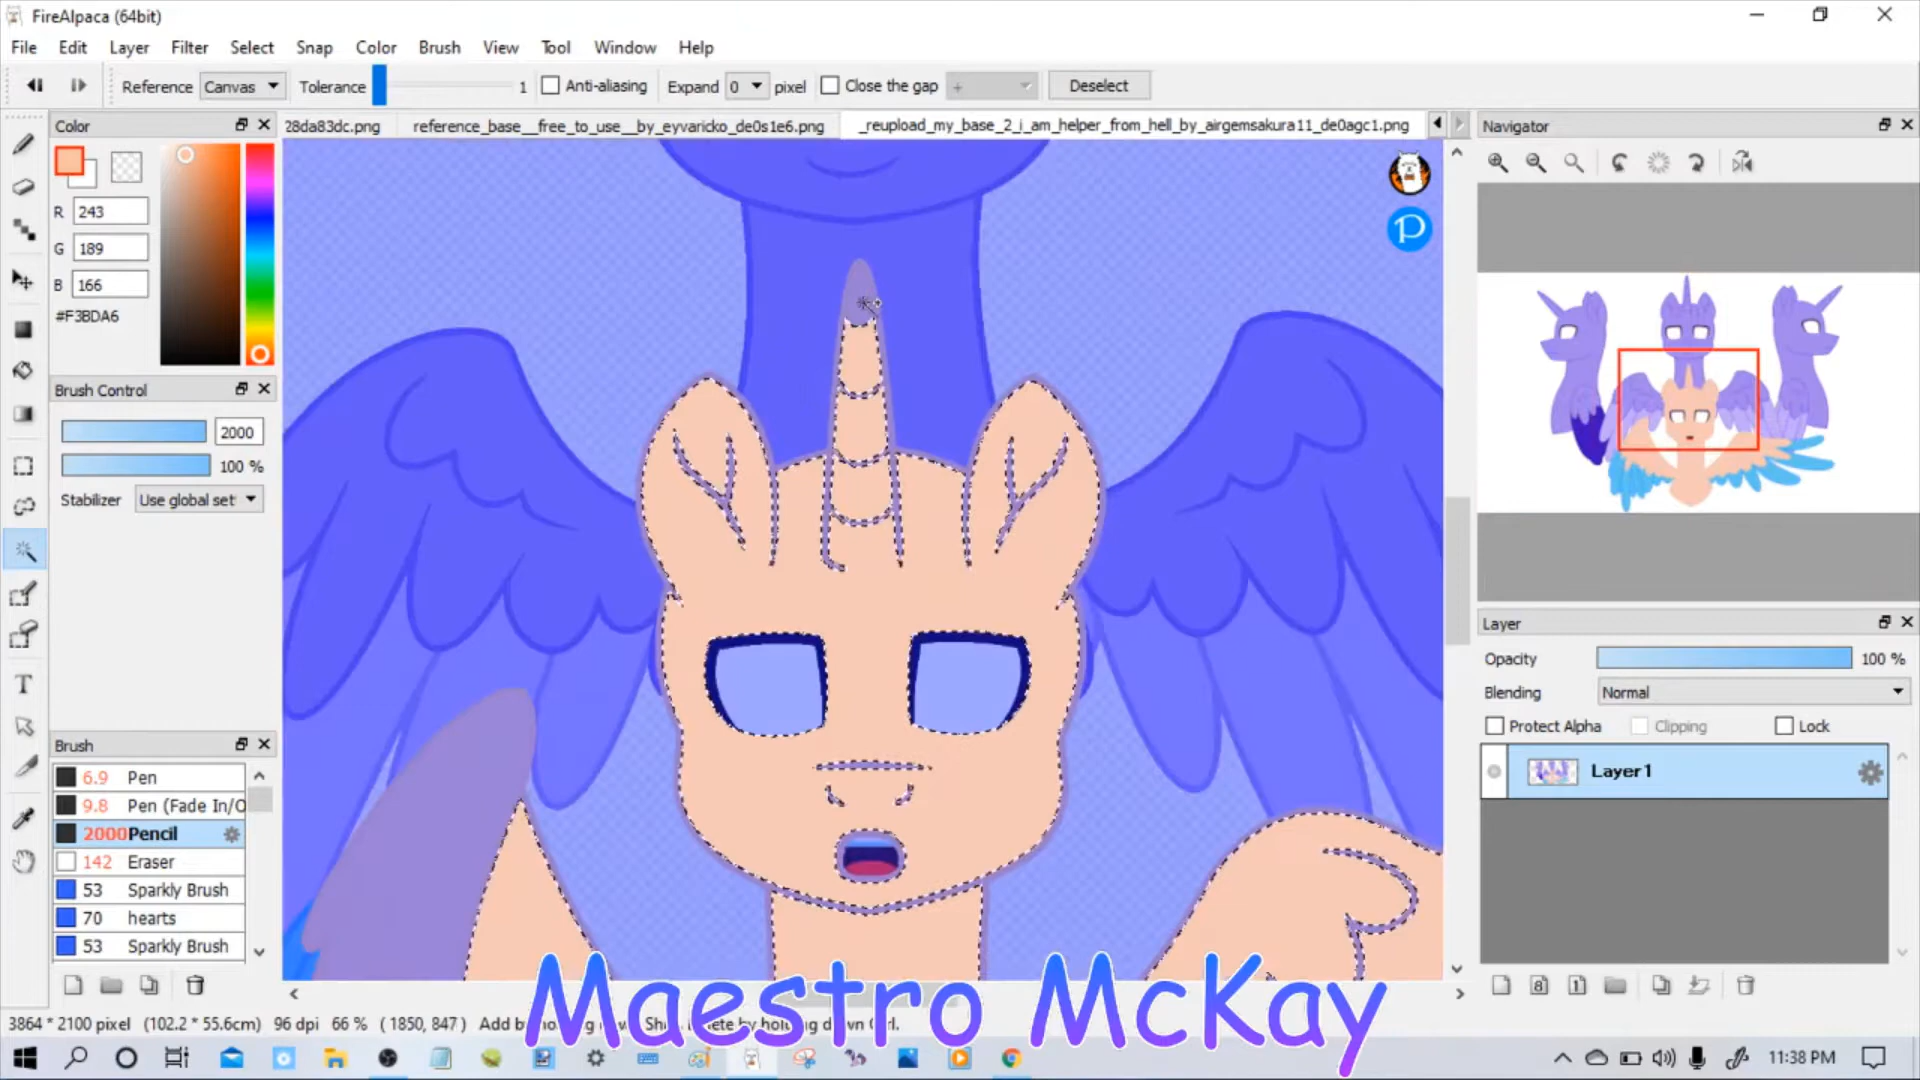 FireAlpaca (64bit)
File Edit Layer Filter Select Snap Color Brush View Tool Window Help
Reference Canvas Tolerance 1 Anti-aliasing Expand 0 pixel Close the gap + Deselect
Color
28da83dc.png reference_base__free_to_use__by_eyvaricko_de0s1e6.png _reupload_my_base_2_i_am_helper_from_hell_by_airgemsakura11_de0agc1.png
Navigator
R 243
G 189
B 166
#F3BDA6
P
Brush Control
2000
100 %
Stabilizer Use global set
Layer
Opacity 100 %
Blending Normal
Protect Alpha Clipping Lock
Layer1
Brush
6.9 Pen
9.8 Pen (Fade In/O
2000 Pencil
142 Eraser
53 Sparkly Brush
70 hearts
53 Sparkly Brush
T
8 1
Maestro McKay
3864 * 2100 pixel (102.2 * 55.6cm) 96 dpi 66 % ( 1850, 847 ) Add by Ctrl.
11:38 PM